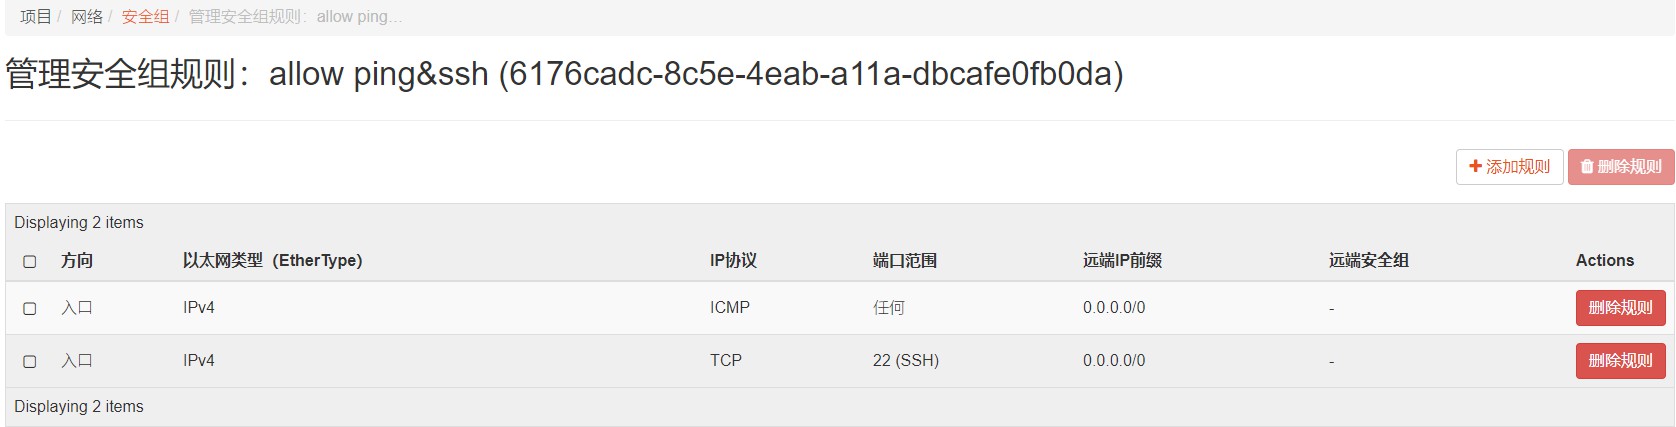 项目 / 网络 / 安全组 / 管理安全组规则：allow ping...
管理安全组规则：allow ping&ssh (6176cadc-8c5e-4eab-a11a-dbcafe0fb0da)
添加规则 删除规则
Displaying 2 items
方向 以太网类型（EtherType） IP协议 端口范围 远端IP前缀 远端安全组 Actions
入口 IPv4 ICMP 任何 0.0.0.0/0 - 删除规则
入口 IPv4 TCP 22 (SSH) 0.0.0.0/0 - 删除规则
Displaying 2 items